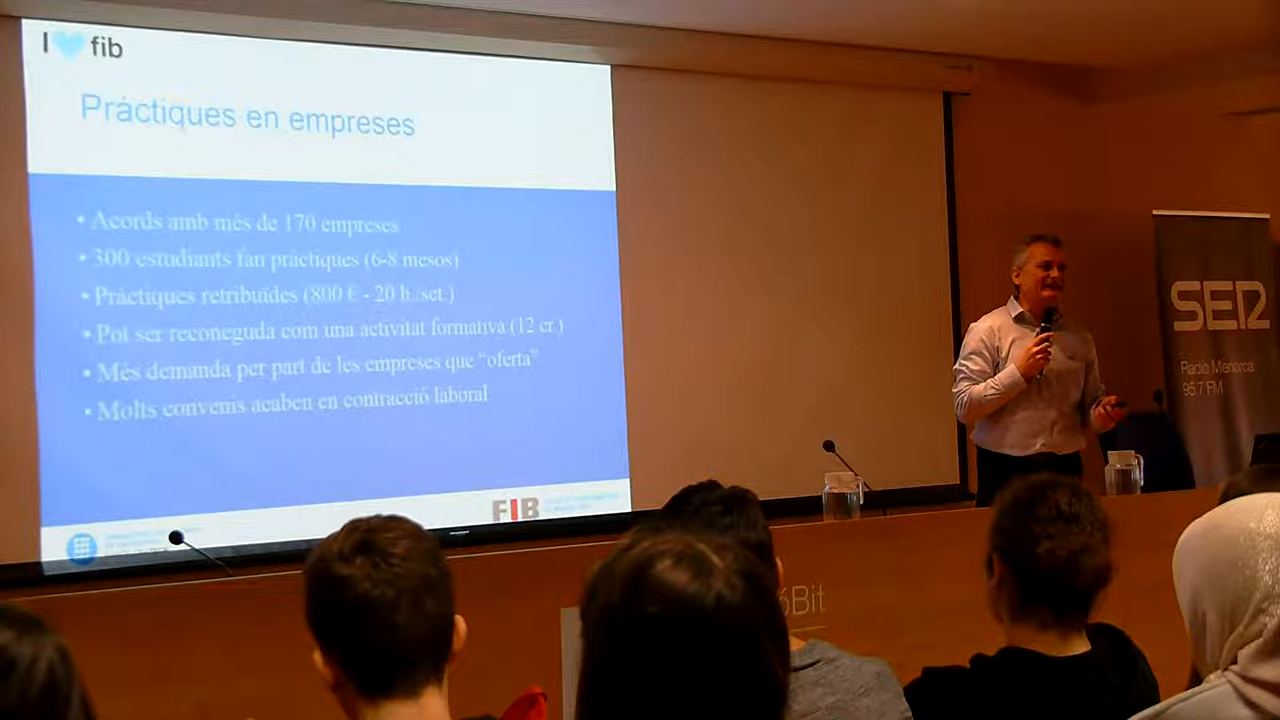 I fib
Pràctiques en empreses
• Acords amb més de 170 empreses
• 300 estudiants fan pràctiques (6-8 mesos)
• Pràctiques retribuïdes (800 € - 20 h./set.)
• Pot ser reconeguda com una activitat formativa (12 cr.)
• Més demanda per part de les empreses que “oferta”
• Molts convenis acaben en contracció laboral
FIB
SER
Radio Menorca
95.7 FM
óBit